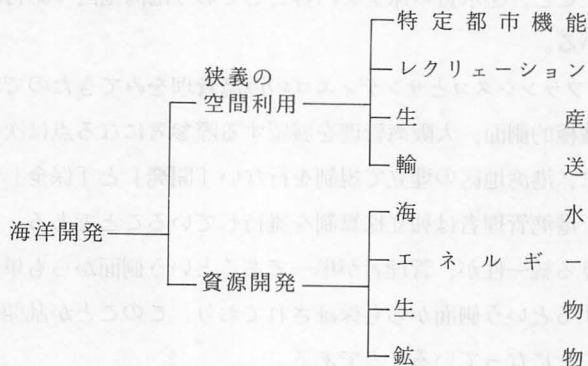 特定都市機能
狭義の
空間利用
レクリェーション
生産
輸送
海洋開発
海水
エネルギー
資源開発
生物
鉱物